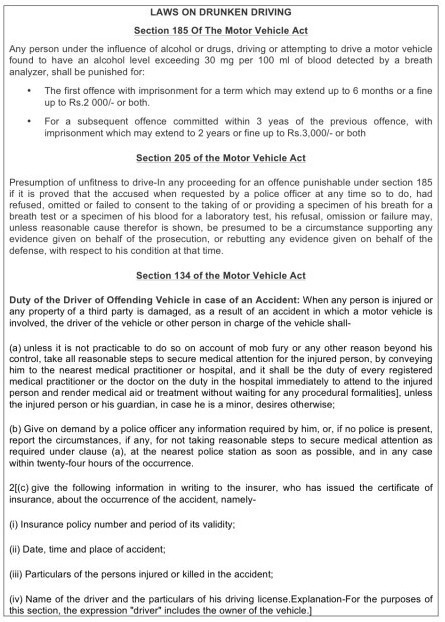 LAWS ON DRUNKEN DRIVING
Section 185 Of The Motor Vehicle Act
Any person under the influence of alcohol or drugs, driving or attempting to drive a motor vehicle
found to have an alcohol level exceeding 30 mg per 100 ml of blood detected by a breath
analyzer, shall be punished for:
• The first offence with imprisonment for a term which may extend up to 6 months or a fine
up to Rs.2 000/- or both.
• For a subsequent offence committed within 3 yeas of the previous offence, with
imprisonment which may extend to 2 years or fine up to Rs.3,000/- or both
Section 205 of the Motor Vehicle Act
Presumption of unfitness to drive-In any proceeding for an offence punishable under section 185
if it is proved that the accused when requested by a police officer at any time so to do, had
refused, omitted or failed to consent to the taking of or providing a specimen of his breath for a
breath test or a specimen of his blood for a laboratory test, his refusal, omission or failure may,
unless reasonable cause therefor is shown, be presumed to be a circumstance supporting any
evidence given on behalf of the prosecution, or rebutting any evidence given on behalf of the
defense, with respect to his condition at that time.
Section 134 of the Motor Vehicle Act
Duty of the Driver of Offending Vehicle in case of an Accident: When any person is injured or
any property of a third party is damaged, as a result of an accident in which a motor vehicle is
involved, the driver of the vehicle or other person in charge of the vehicle shall-
(a) unless it is not practicable to do so on account of mob fury or any other reason beyond his
control, take all reasonable steps to secure medical attention for the injured person, by conveying
him to the nearest medical practitioner or hospital, and it shall be the duty of every registered
medical practitioner or the doctor on the duty in the hospital immediately to attend to the injured
person and render medical aid or treatment without waiting for any procedural formalities], unless
the injured person or his guardian, in case he is a minor, desires otherwise;
(b) Give on demand by a police officer any information required by him, or, if no police is present,
report the circumstances, if any, for not taking reasonable steps to secure medical attention as
required under clause (a), at the nearest police station as soon as possible, and in any case
within twenty-four hours of the occurrence.
2[(c) give the following information in writing to the insurer, who has issued the certificate of
insurance, about the occurrence of the accident, namely-
(i) Insurance policy number and period of its validity;
(ii) Date, time and place of accident;
(iii) Particulars of the persons injured or killed in the accident;
(iv) Name of the driver and the particulars of his driving license.Explanation-For the purposes of
this section, the expression "driver" includes the owner of the vehicle.]